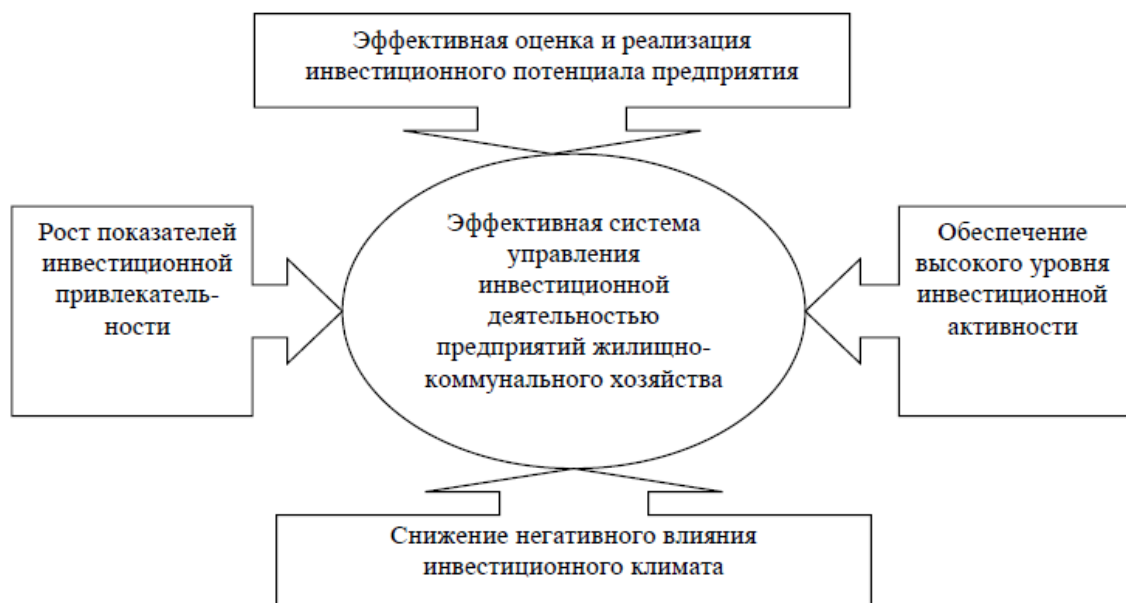 Эффективная оценка и реализация
инвестиционного потенциала предприятия
Рост показателей
инвестиционной
привлекатель-
ности
Эффективная система
управления
инвестиционной
деятельностью
предприятий жилищно-
коммунального хозяйства
Обеспечение
высокого уровня
инвестиционной
активности
Снижение негативного влияния
инвестиционного климата